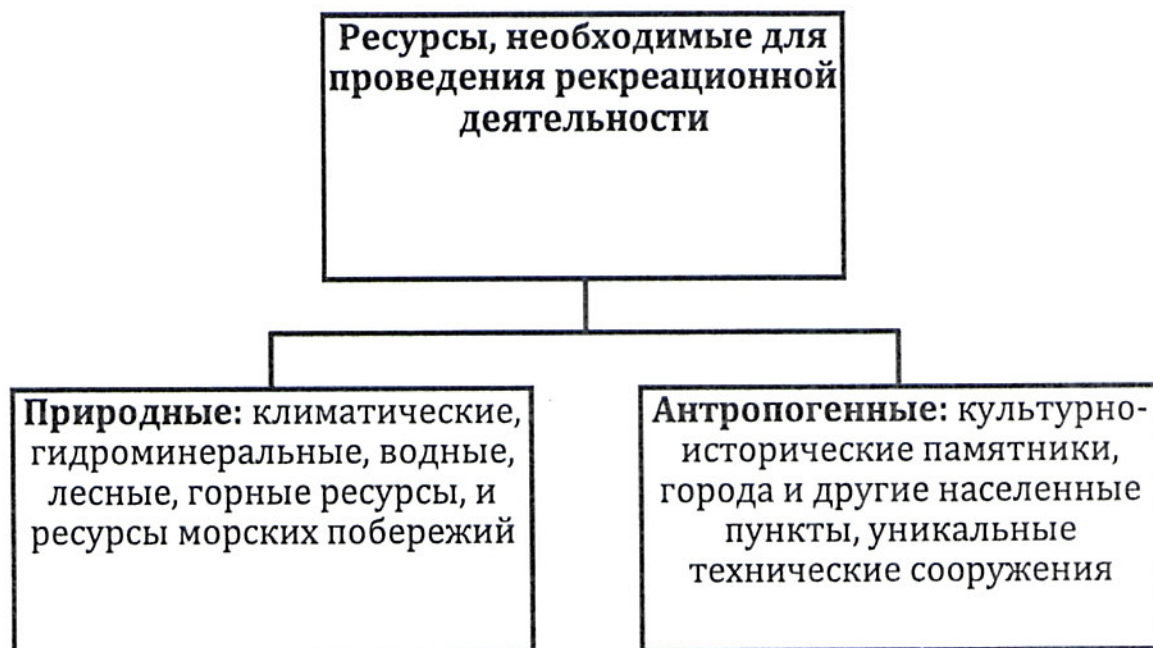 Ресурсы, необходимые для
проведения рекреационной
деятельности
Природные: климатические,
гидроминеральные, водные,
лесные, горные ресурсы, и
ресурсы морских побережий
Антропогенные: культурно-
исторические памятники,
города и другие населенные
пункты, уникальные
технические сооружения